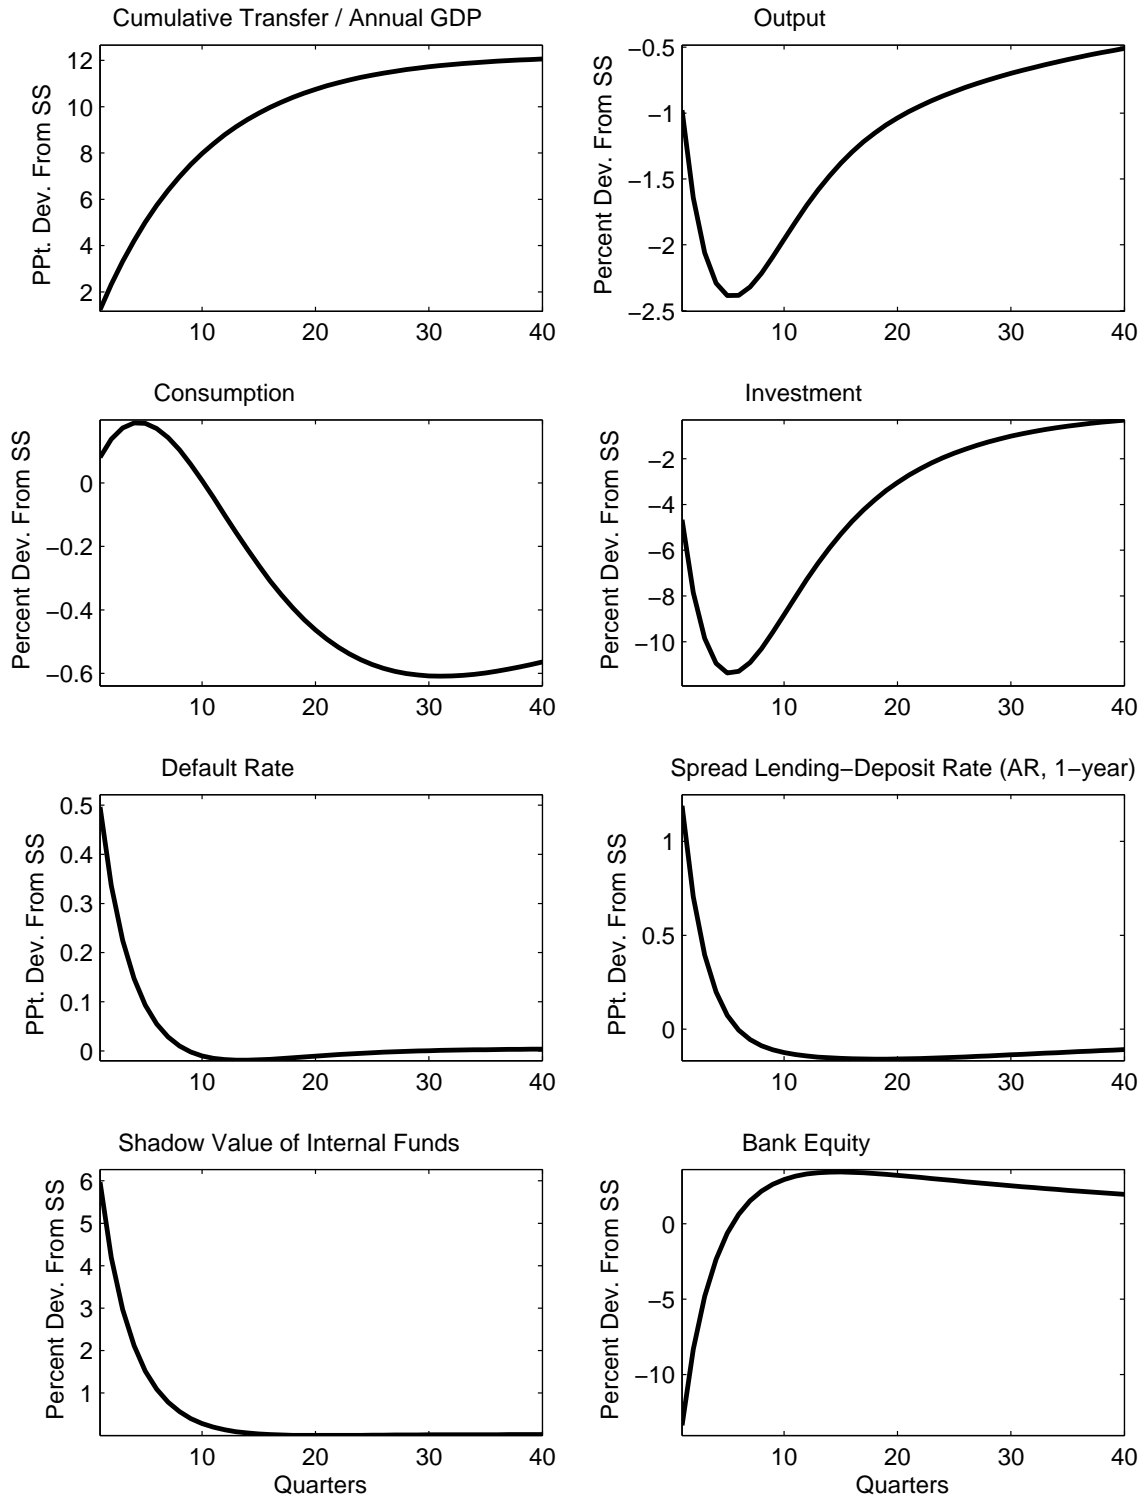 Cumulative Transfer / Annual GDP
PPt. Dev. From SS
12
10
8
6
4
2
10 20 30 40
Output
Percent Dev. From SS
−0.5
−1
−1.5
−2
−2.5
10 20 30 40
Consumption
Percent Dev. From SS
0
−0.2
−0.4
−0.6
10 20 30 40
Investment
Percent Dev. From SS
−2
−4
−6
−8
−10
10 20 30 40
Default Rate
PPt. Dev. From SS
0.5
0.4
0.3
0.2
0.1
0
10 20 30 40
Spread Lending−Deposit Rate (AR, 1−year)
PPt. Dev. From SS
1
0.5
0
10 20 30 40
Shadow Value of Internal Funds
Percent Dev. From SS
6
5
4
3
2
1
10 20 30 40
Quarters
Bank Equity
Percent Dev. From SS
0
−5
−10
10 20 30 40
Quarters